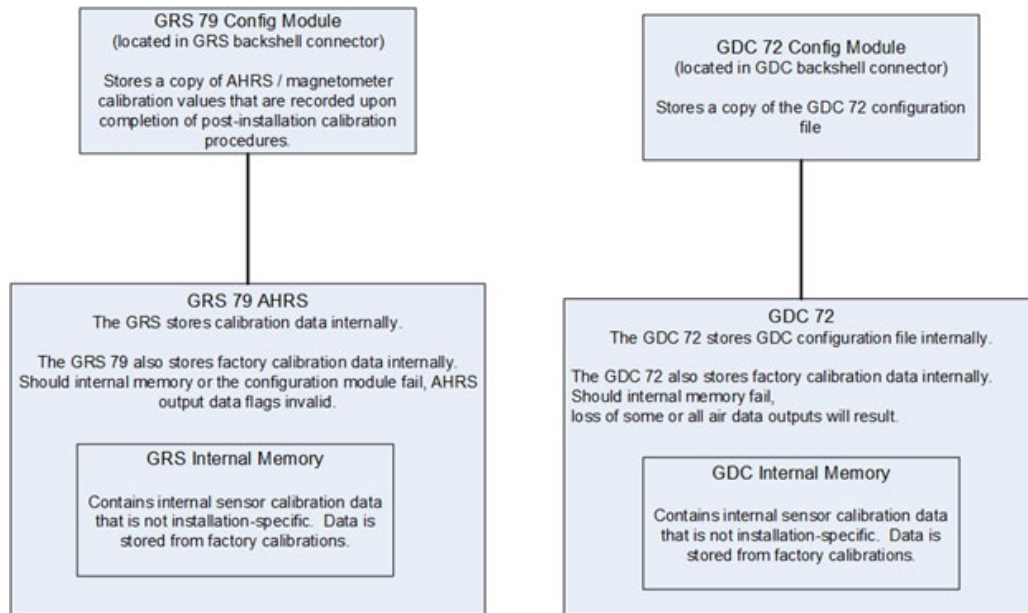 GRS 79 Config Module
(located in GRS backshell connector)
Stores a copy of AHRS / magnetometer
calibration values that are recorded upon
completion of post-installation calibration
procedures.
GRS 79 AHRS
The GRS stores calibration data internally.
The GRS 79 also stores factory calibration data internally.
Should internal memory or the configuration module fail, AHRS
output data flags invalid.
GRS Internal Memory
Contains internal sensor calibration data
that is not installation-specific. Data is
stored from factory calibrations.
GDC 72 Config Module
(located in GDC backshell connector)
Stores a copy of the GDC 72 configuration
file
GDC 72
The GDC 72 stores GDC configuration file internally.
The GDC 72 also stores factory calibration data internally.
Should internal memory fail,
loss of some or all air data outputs will result.
GDC Internal Memory
Contains internal sensor calibration data
that is not installation-specific. Data is
stored from factory calibrations.